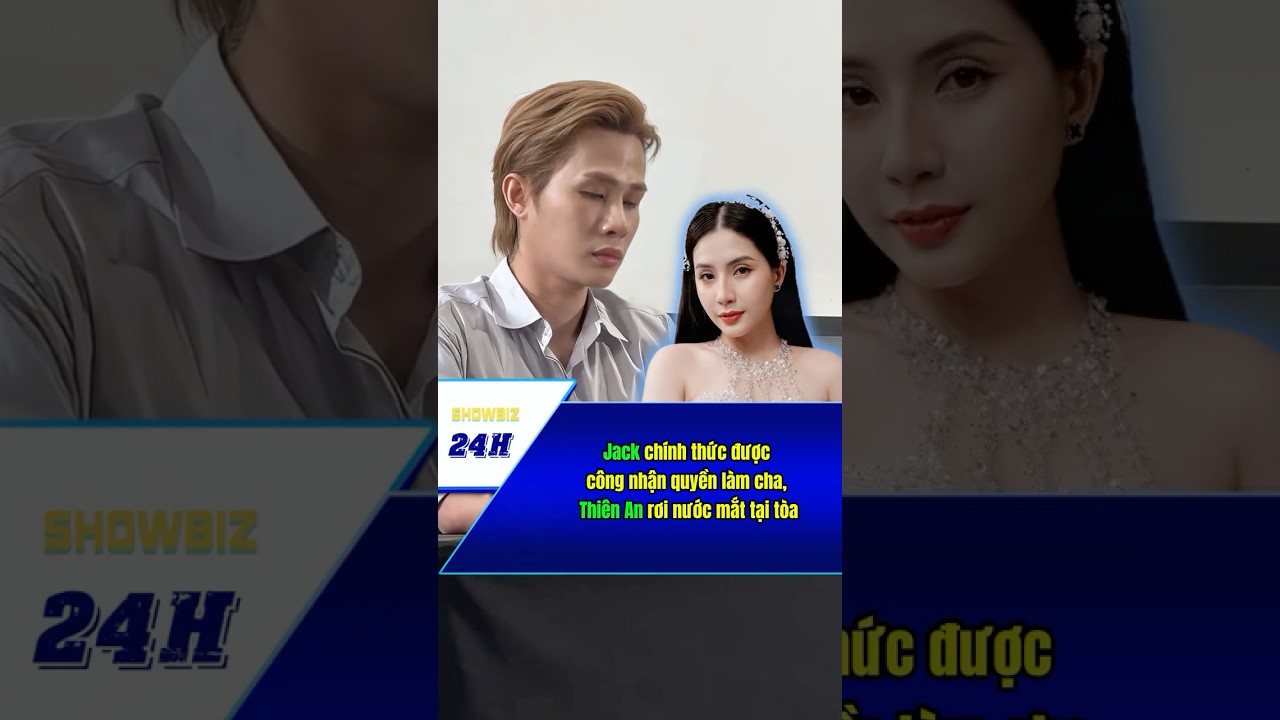 SHOWBIZ
24H
Jack chính thức được
công nhận quyền làm cha,
Thiên An rơi nước mắt tại tòa
SHOWBIZ
24H
ức được